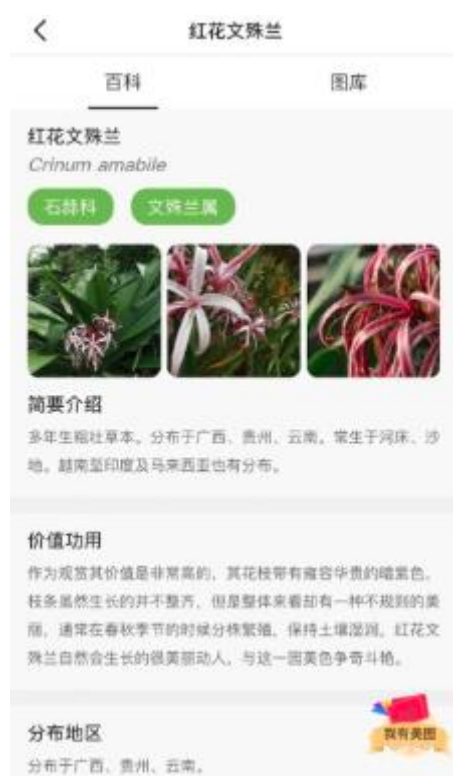 红花文殊兰
百科 图库
红花文殊兰
Crinum amabile
石蒜科 文殊兰属
简要介绍
多年生粗壮草本。分布于广西、贵州、云南。常生于河床、沙
地。越南至印度及马来西亚也有分布。
价值功用
作为观赏其价值是非常高的，其花枝带有雍容华贵的暗紫色，
枝条虽然生长的并不整齐，但是整体来看却有一种不规则的美
丽，通常在春秋季节的时候分株繁殖，保持土壤湿润，红花文
殊兰自然会生长的很美丽动人，与这一园美色争奇斗艳。
我有美图
分布地区
分布于广西、贵州、云南。